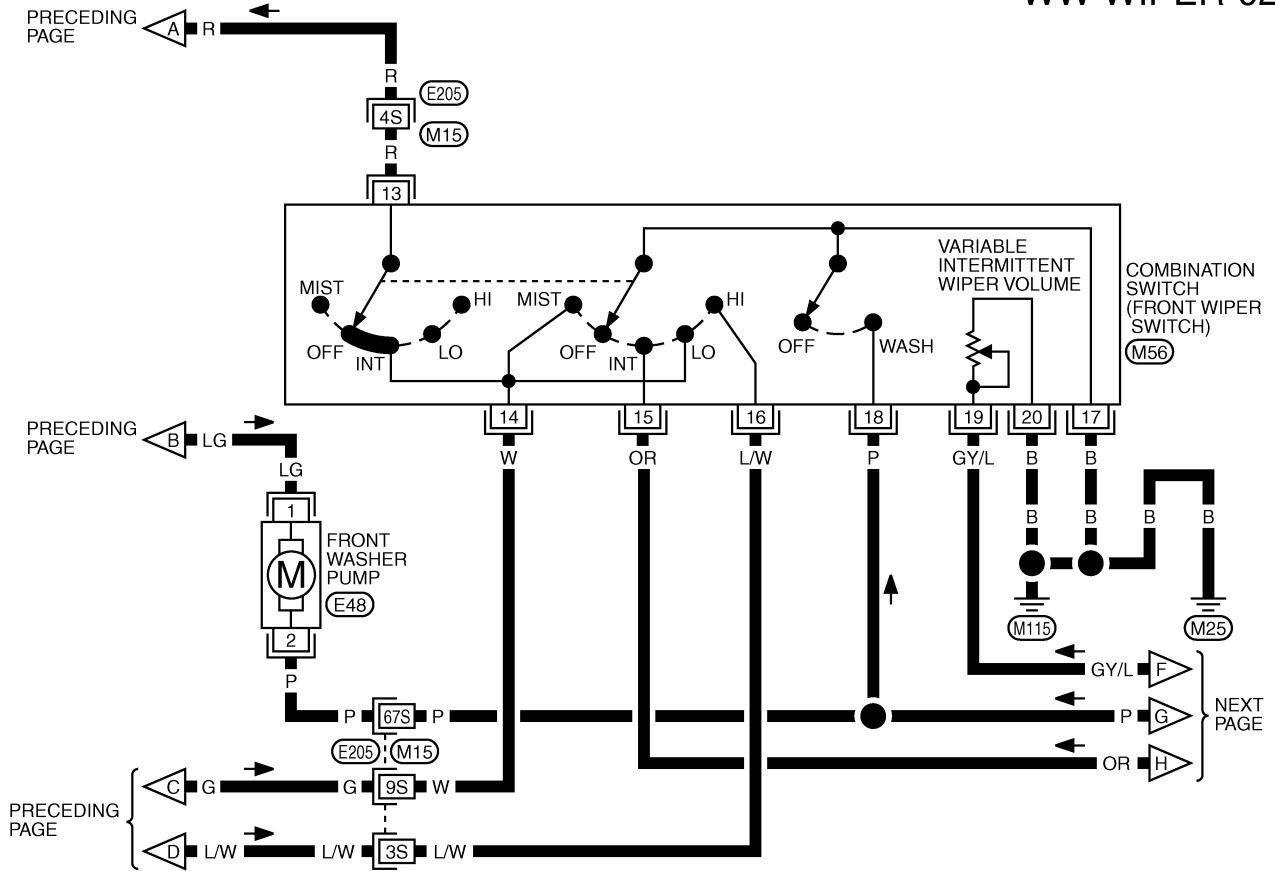 WW-WIPER-02
PRECEDING
PAGE
A
R
R
E205
4S
M15
R
13
MIST
OFF
INT
LO
HI
MIST
OFF
INT
LO
HI
OFF
WASH
VARIABLE
INTERMITTENT
WIPER VOLUME
COMBINATION
SWITCH
(FRONT WIPER
SWITCH)
M56
14
15
16
18
19
20
17
W
OR
L/W
P
GY/L
B
B
PRECEDING
PAGE
B
LG
LG
1
FRONT
WASHER
PUMP
M
E48
2
P
B
B
B
B
M115
M25
GY/L
F
P
67S
P
P
G
NEXT
PAGE
E205
M15
OR
H
PRECEDING
PAGE
C
G
G
9S
W
D
L/W
L/W
3S
L/W